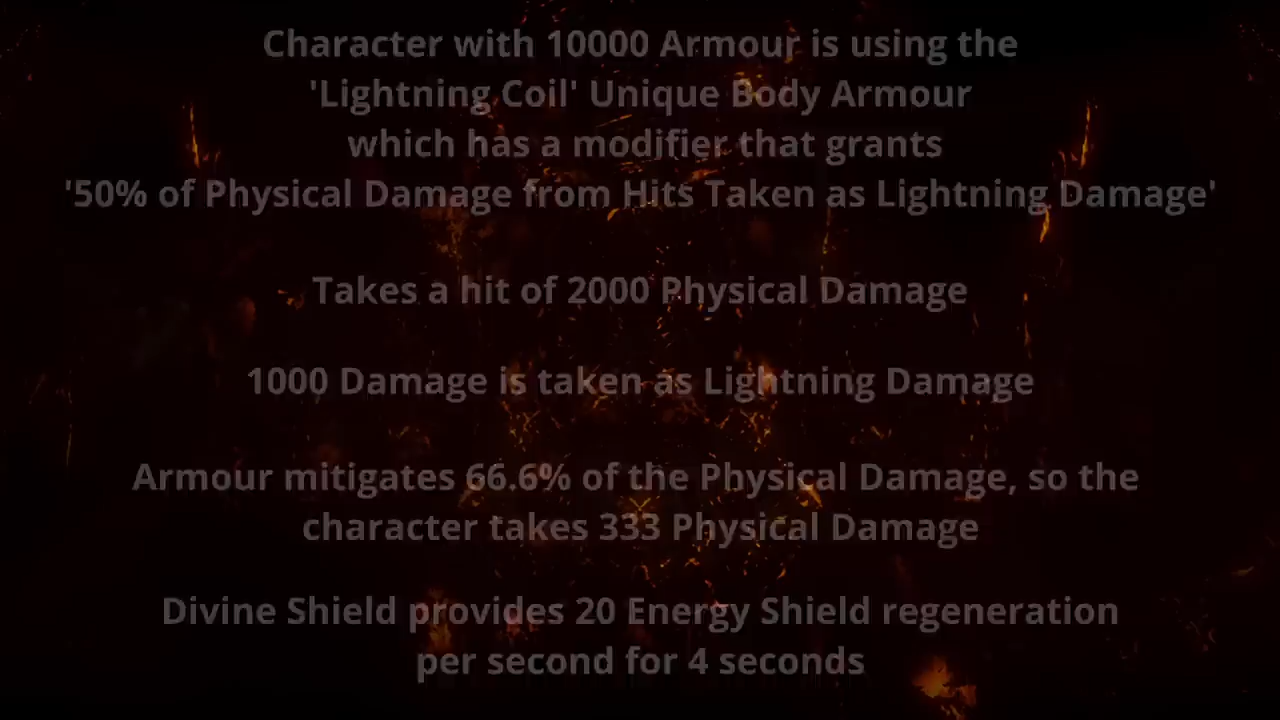 Character with 10000 Armour is using the
'Lightning Coil' Unique Body Armour
which has a modifier that grants
'50% of Physical Damage from Hits Taken as Lightning Damage'
Takes a hit of 2000 Physical Damage
1000 Damage is taken as Lightning Damage
Armour mitigates 66.6% of the Physical Damage, so the
character takes 333 Physical Damage
Divine Shield provides 20 Energy Shield regeneration
per second for 4 seconds